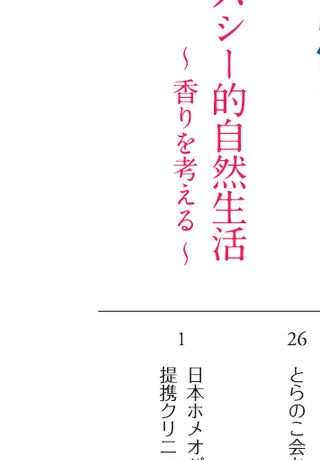 シー的自然生活
〜 香りを考える 〜
26
とらのこ会
1
日本ホメオパ
提携クリニ